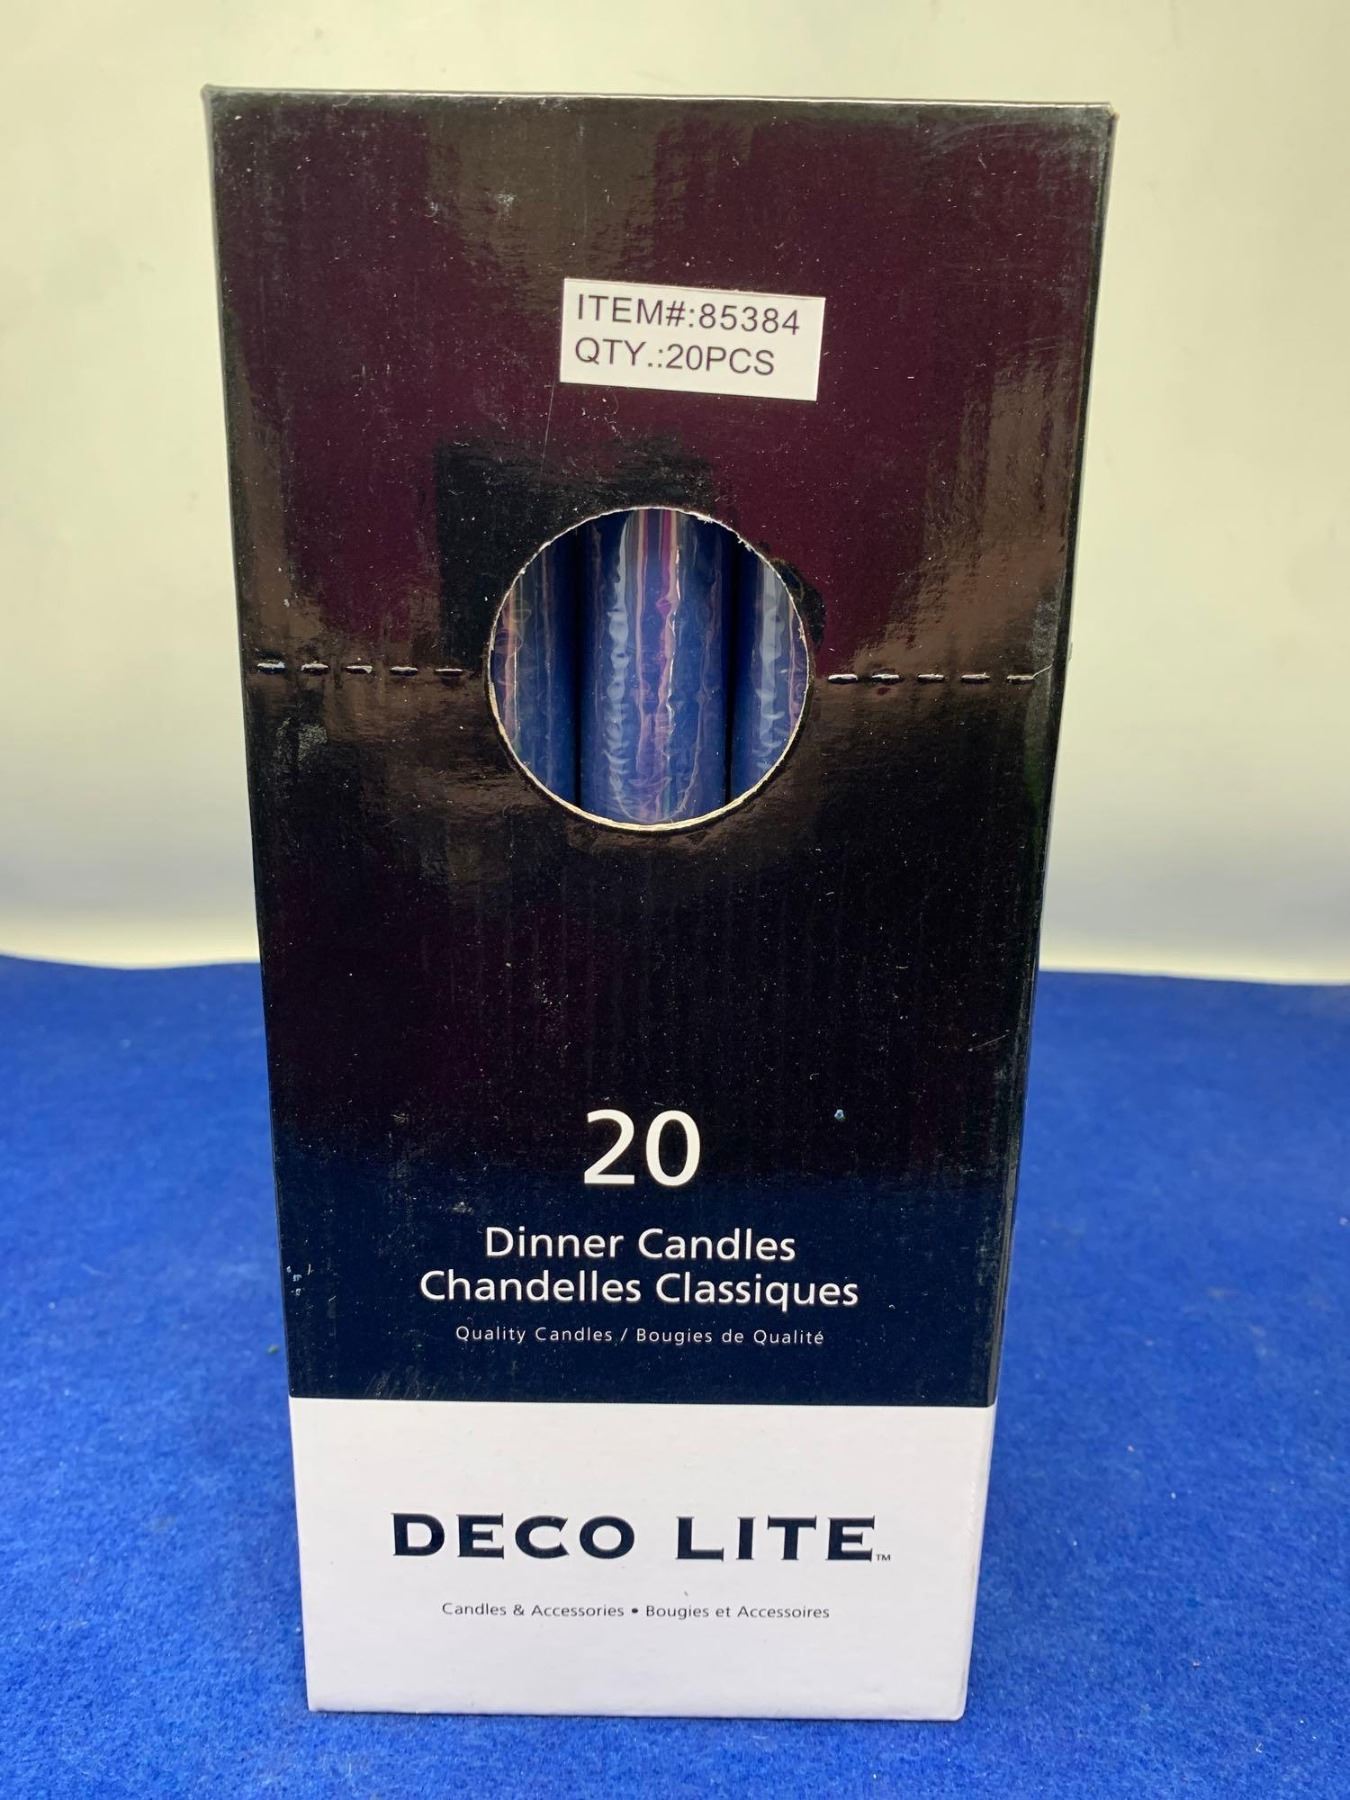 ITEM#:85384
QTY.:20PCS
20
Dinner Candles
Chandelles Classiques
Quality Candles / Bougies de Qualité
DECO LITE™
Candles & Accessories • Bougies et Accessoires